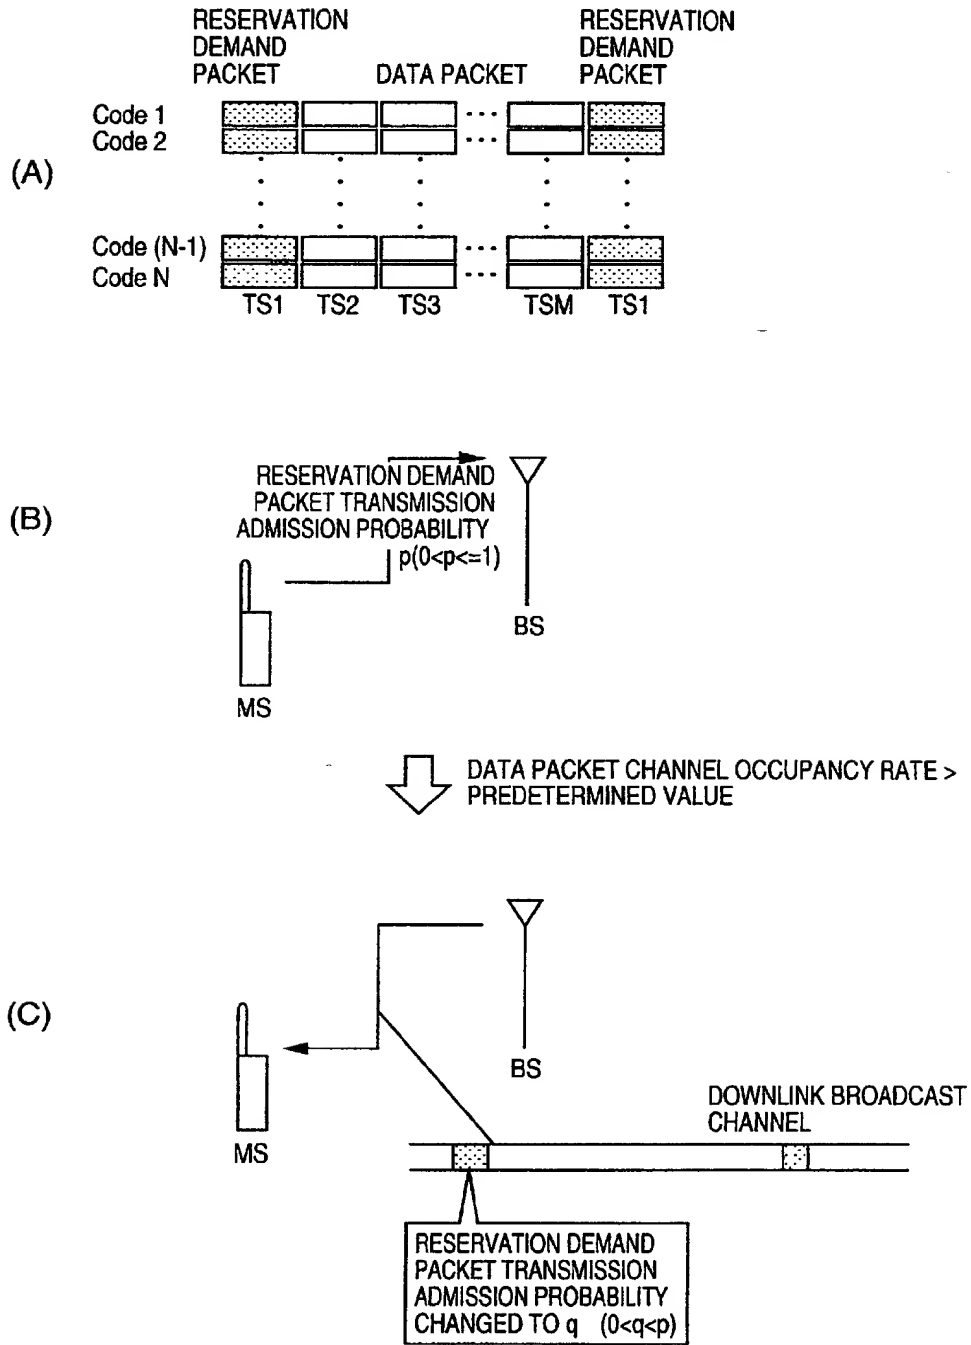 RESERVATION
DEMAND
PACKET
DATA PACKET
RESERVATION
DEMAND
PACKET
(A)
Code 1
Code 2
Code (N-1)
Code N
TS1 TS2 TS3 TSM TS1
(B)
RESERVATION DEMAND
PACKET TRANSMISSION
ADMISSION PROBABILITY
p(0<p<=1)
BS
MS
DATA PACKET CHANNEL OCCUPANCY RATE >
PREDETERMINED VALUE
(C)
BS
MS
DOWNLINK BROADCAST
CHANNEL
RESERVATION DEMAND
PACKET TRANSMISSION
ADMISSION PROBABILITY
CHANGED TO q (0<q<p)